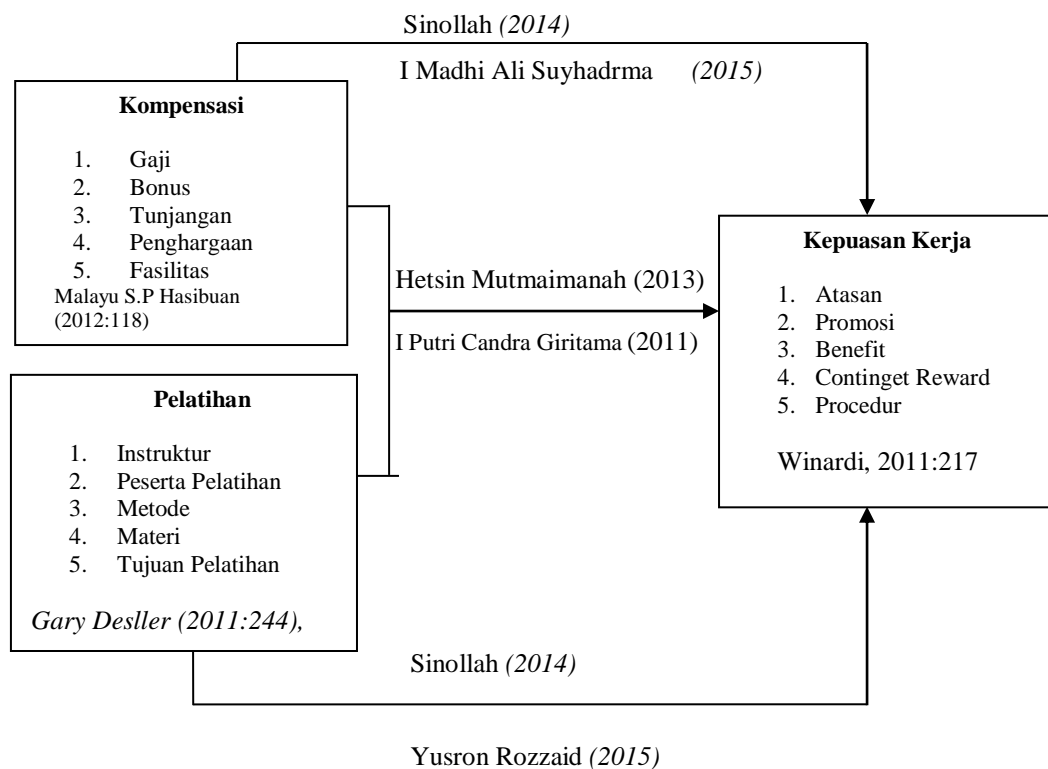 Sinollah (2014)
I Madhi Ali Suyhadrma (2015)
Kompensasi
1. Gaji
2. Bonus
3. Tunjangan
4. Penghargaan
5. Fasilitas
Malayu S.P Hasibuan
(2012:118)
Hetsin Mutmaimanah (2013)
I Putri Candra Giritama (2011)
Kepuasan Kerja
1. Atasan
2. Promosi
3. Benefit
4. Continget Reward
5. Procedur
Winardi, 2011:217
Pelatihan
1. Instruktur
2. Peserta Pelatihan
3. Metode
4. Materi
5. Tujuan Pelatihan
Gary Desller (2011:244),
Sinollah (2014)
Yusron Rozzaid (2015)